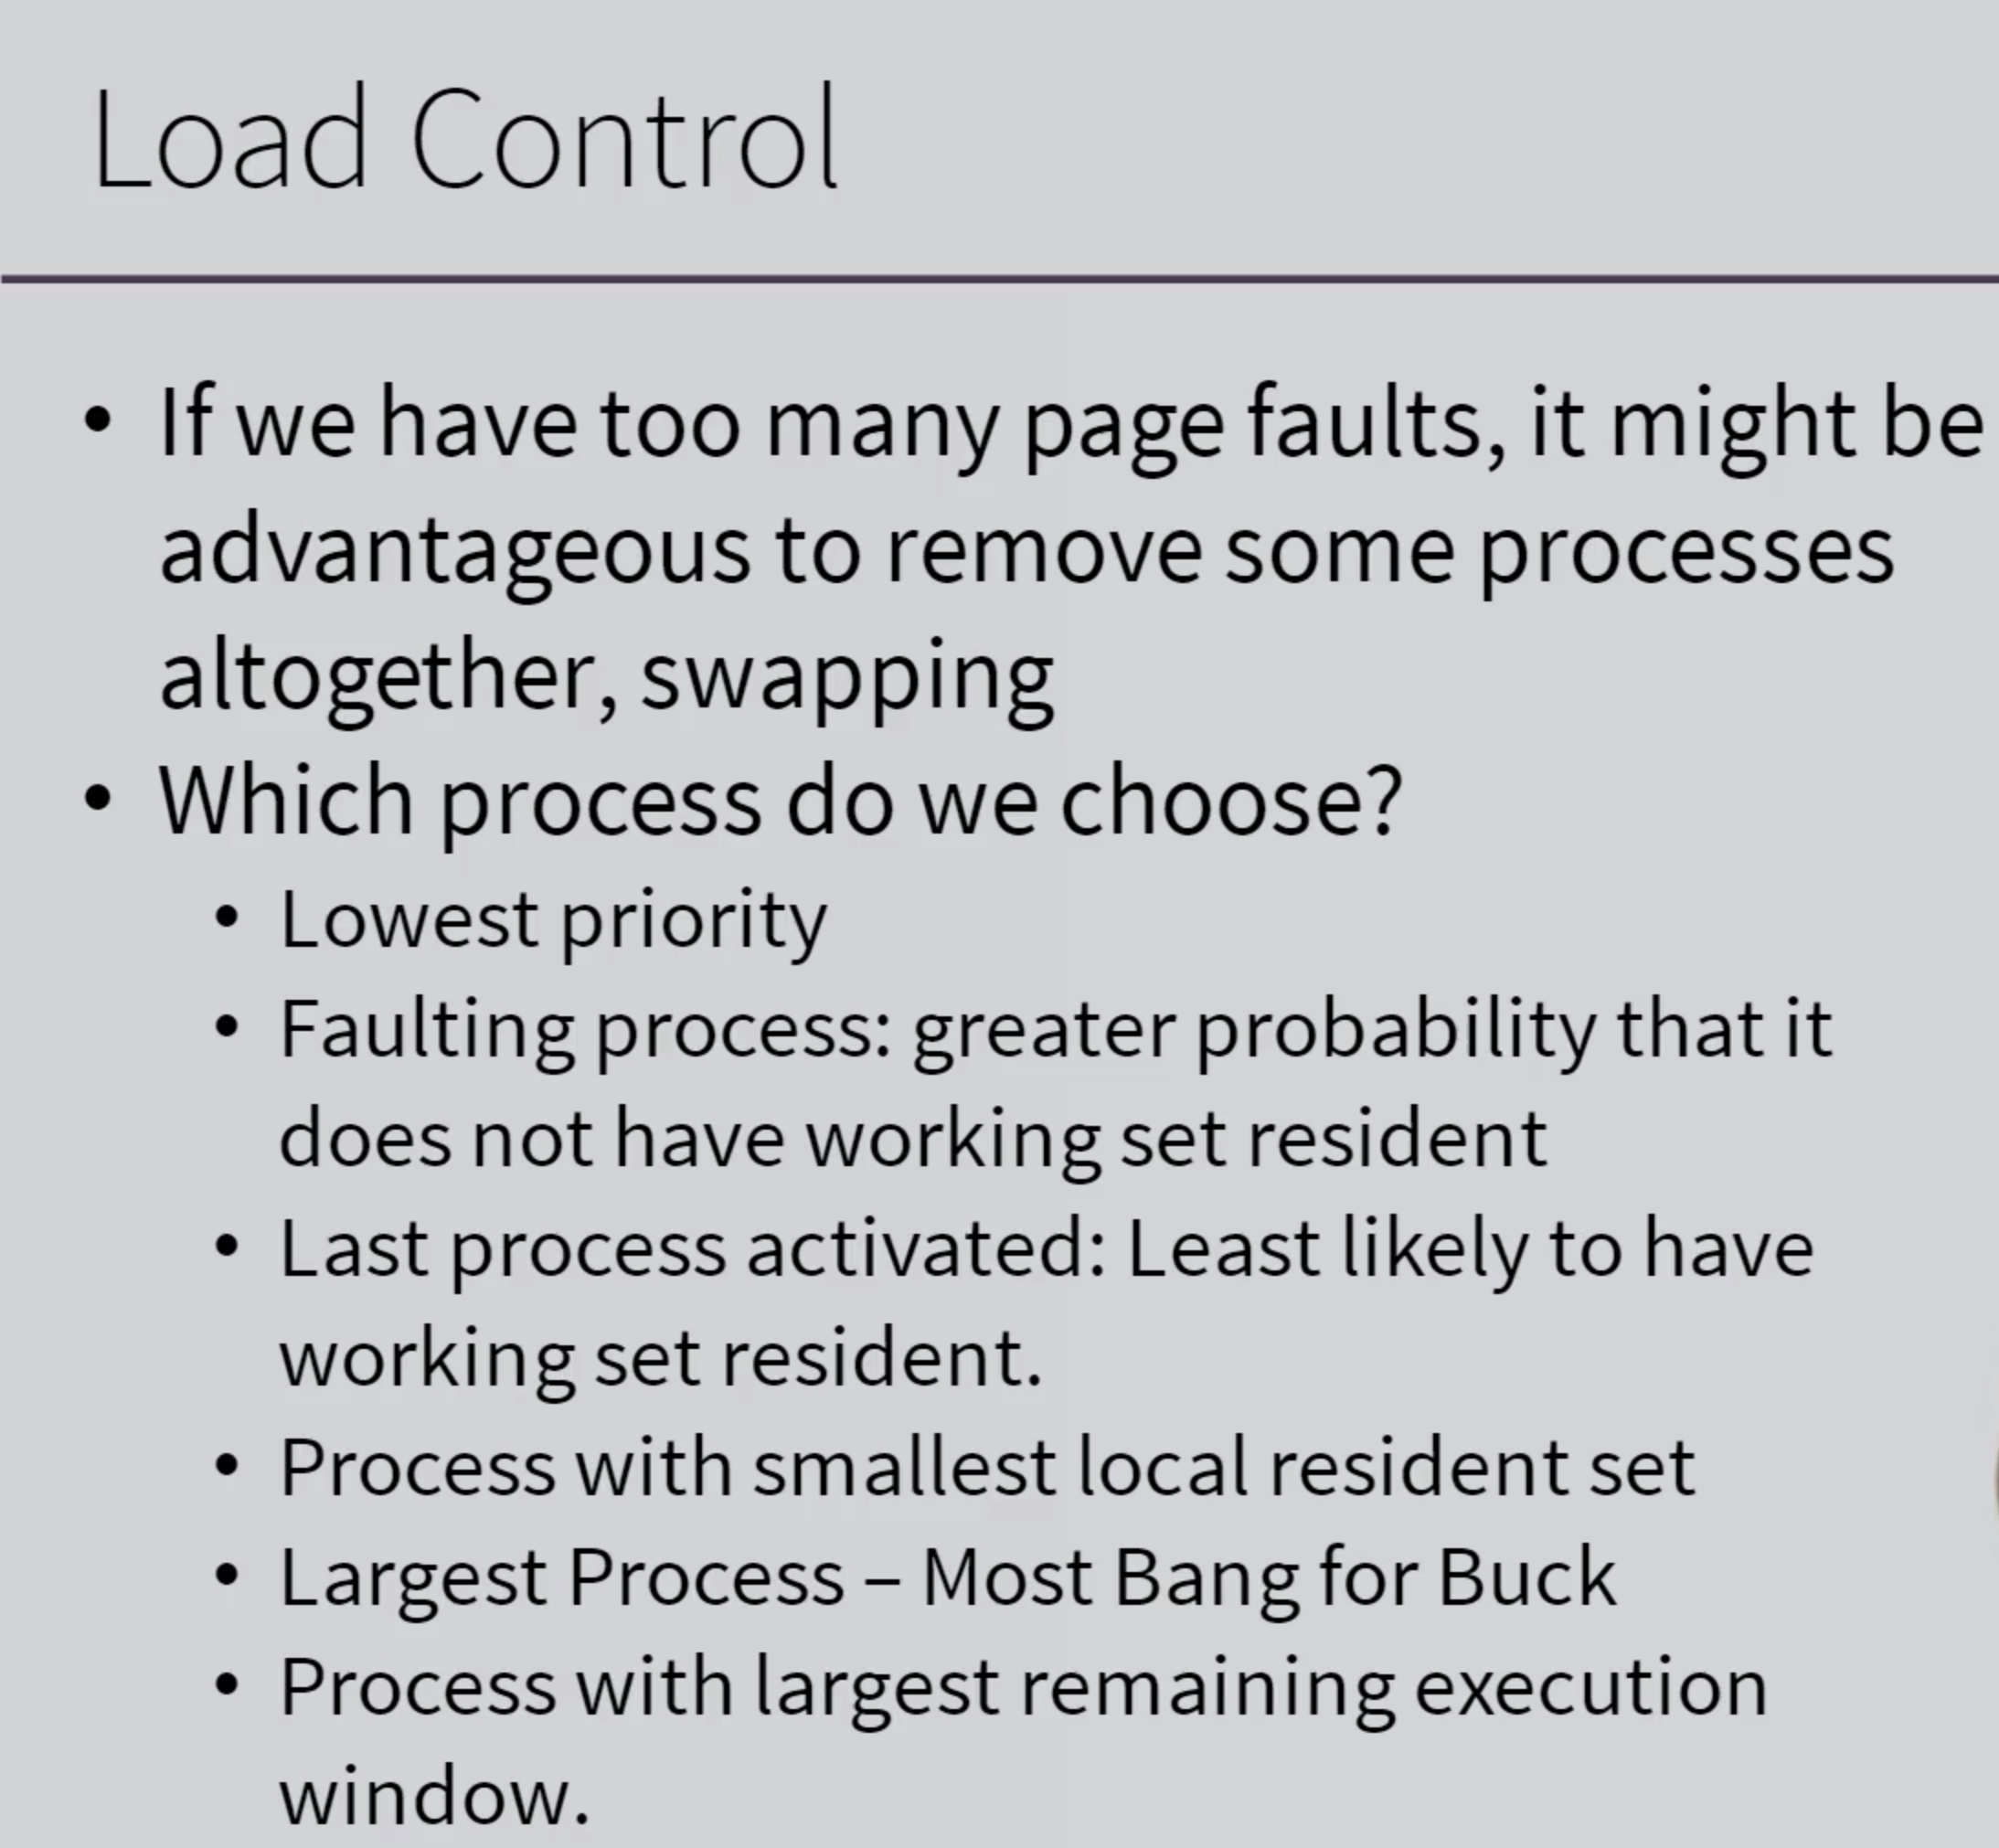 Load Control
• If we have too many page faults, it might be
advantageous to remove some processes
altogether, swapping
• Which process do we choose?
• Lowest priority
• Faulting process: greater probability that it
does not have working set resident
• Last process activated: Least likely to have
working set resident.
• Process with smallest local resident set
• Largest Process – Most Bang for Buck
• Process with largest remaining execution
window.